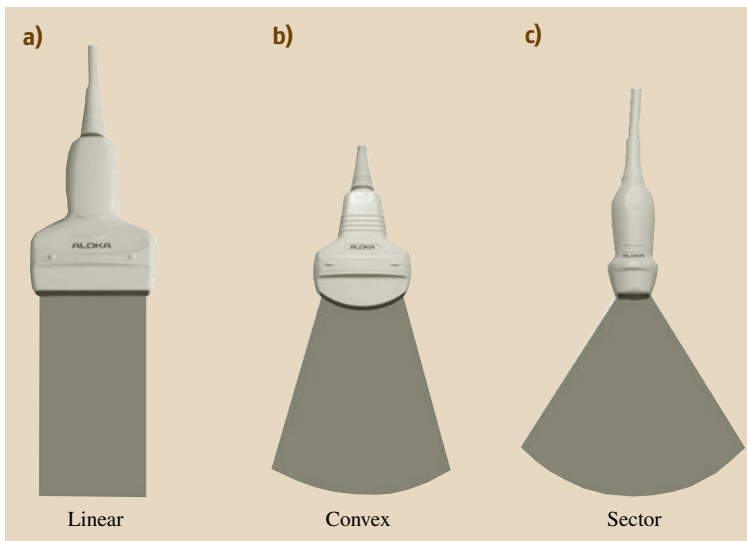 a)
b)
c)
ALOKA
ALOKA
ALOKA
Linear
Convex
Sector